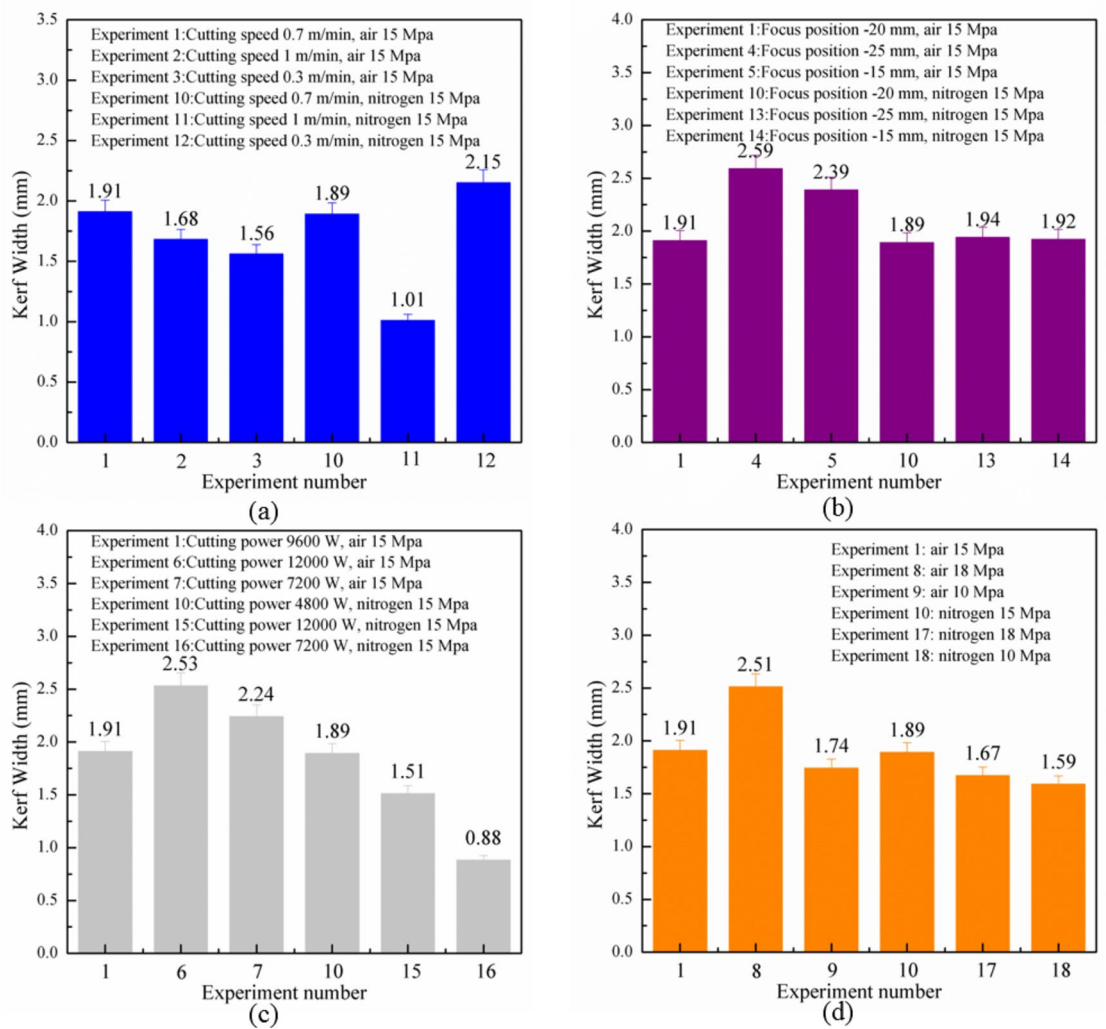 3.5
3.0
2.5
2.0
1.5
1.0
0.5
0.0
Kerf Width (mm)
Experiment 1:Cutting speed 0.7 m/min, air 15 Mpa
Experiment 2:Cutting speed 1 m/min, air 15 Mpa
Experiment 3:Cutting speed 0.3 m/min, air 15 Mpa
Experiment 10:Cutting speed 0.7 m/min, nitrogen 15 Mpa
Experiment 11:Cutting speed 1 m/min, nitrogen 15 Mpa
Experiment 12:Cutting speed 0.3 m/min, nitrogen 15 Mpa
1.91
1.68
1.56
1.89
1.01
2.15
1 2 3 10 11 12
Experiment number
(a)
4.0
3.5
3.0
2.5
2.0
1.5
1.0
0.5
0.0
Kerf Width (mm)
Experiment 1:Focus position -20 mm, air 15 Mpa
Experiment 4:Focus position -25 mm, air 15 Mpa
Experiment 5:Focus position -15 mm, air 15 Mpa
Experiment 10:Focus position -20 mm, nitrogen 15 Mpa
Experiment 13:Focus position -25 mm, nitrogen 15 Mpa
Experiment 14:Focus position -15 mm, nitrogen 15 Mpa
1.91
2.59
2.39
1.89
1.94
1.92
1 4 5 10 13 14
Experiment number
(b)
4.0
3.5
3.0
2.5
2.0
1.5
1.0
0.5
0.0
Kerf Width (mm)
Experiment 1:Cutting power 9600 W, air 15 Mpa
Experiment 6:Cutting power 12000 W, air 15 Mpa
Experiment 7:Cutting power 7200 W, air 15 Mpa
Experiment 10:Cutting power 4800 W, nitrogen 15 Mpa
Experiment 15:Cutting power 12000 W, nitrogen 15 Mpa
Experiment 16:Cutting power 7200 W, nitrogen 15 Mpa
1.91
2.53
2.24
1.89
1.51
0.88
1 6 7 10 15 16
Experiment number
(c)
4.0
3.5
3.0
2.5
2.0
1.5
1.0
0.5
0.0
Kerf Width (mm)
Experiment 1: air 15 Mpa
Experiment 8: air 18 Mpa
Experiment 9: air 10 Mpa
Experiment 10: nitrogen 15 Mpa
Experiment 17: nitrogen 18 Mpa
Experiment 18: nitrogen 10 Mpa
1.91
2.51
1.74
1.89
1.67
1.59
1 8 9 10 17 18
Experiment number
(d)